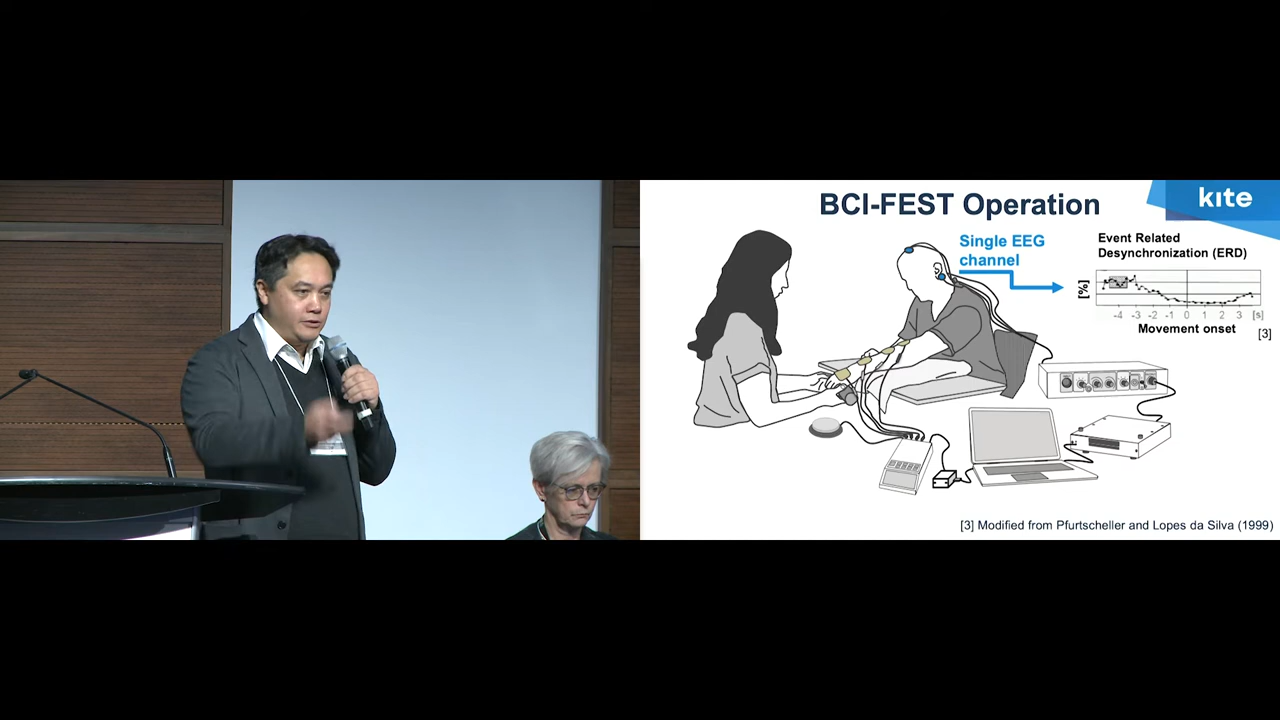 BCI-FEST Operation
kite
Single EEG
channel
Event Related
Desynchronization (ERD)
[%]
-4 -3 -2 -1 0 1 2 3 [s]
Movement onset
[3]
[3] Modified from Pfurtscheller and Lopes da Silva (1999)